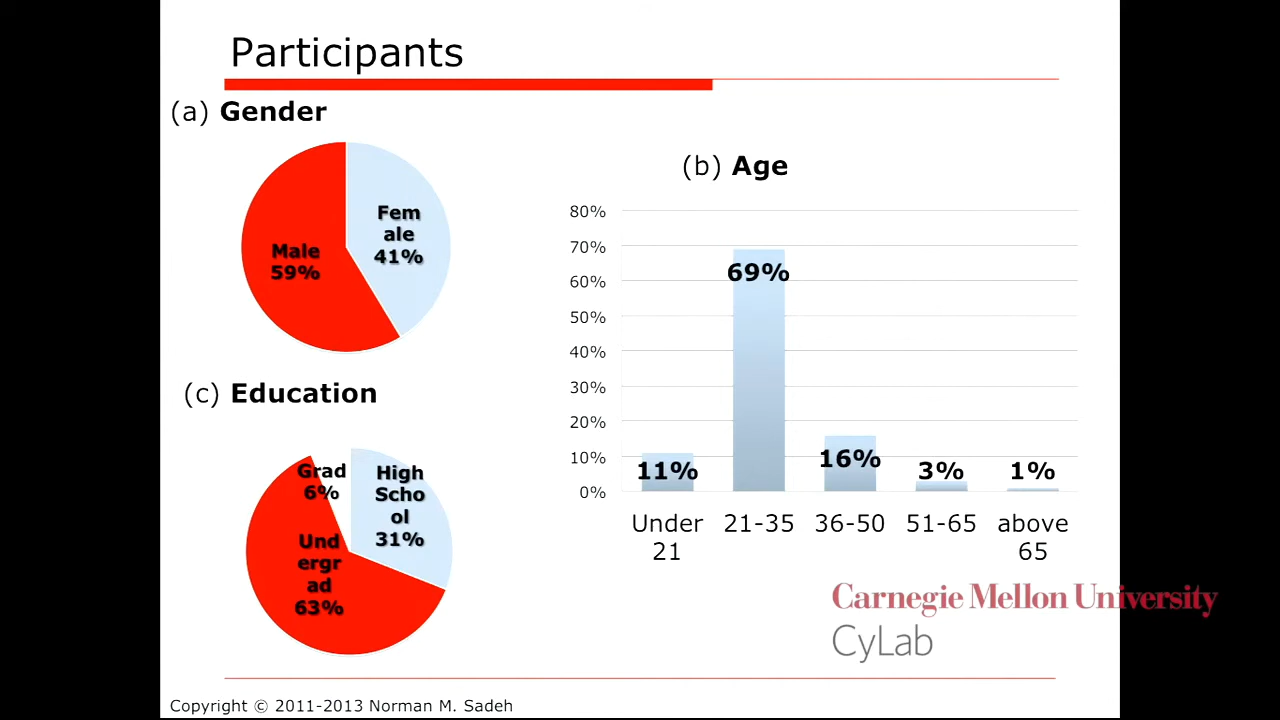 Participants
(a) Gender
Fem
ale
41%
Male
59%
(b) Age
80%
70%
60%
50%
40%
30%
20%
10%
0%
69%
11%
16%
3%
1%
Under
21
21-35
36-50
51-65
above
65
(c) Education
Grad
6%
High
Scho
ol
31%
Und
ergr
ad
63%
Carnegie Mellon University
CyLab
Copyright © 2011-2013 Norman M. Sadeh